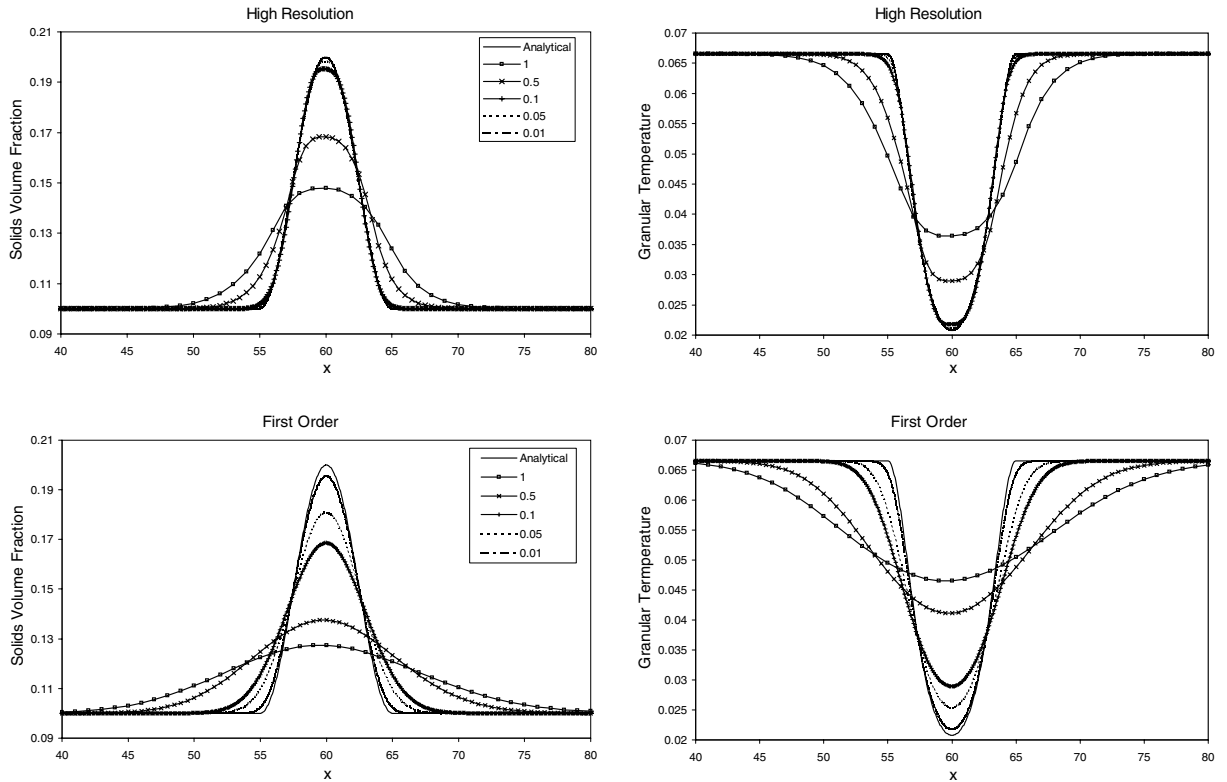 High Resolution
0.21
0.19
0.17
0.15
0.13
0.11
0.09
Solids Volume Fraction
40 45 50 55 60 65 70 75 80
x
Analytical
1
0.5
0.1
0.05
0.01
High Resolution
0.07
0.065
0.06
0.055
0.05
0.045
0.04
0.035
0.03
0.025
0.02
Granular Temperature
40 45 50 55 60 65 70 75 80
x
First Order
0.21
0.19
0.17
0.15
0.13
0.11
0.09
Solids Volume Fraction
40 45 50 55 60 65 70 75 80
x
Analytical
1
0.5
0.1
0.05
0.01
First Order
0.07
0.065
0.06
0.055
0.05
0.045
0.04
0.035
0.03
0.025
0.02
Granular Termperature
40 45 50 55 60 65 70 75 80
x